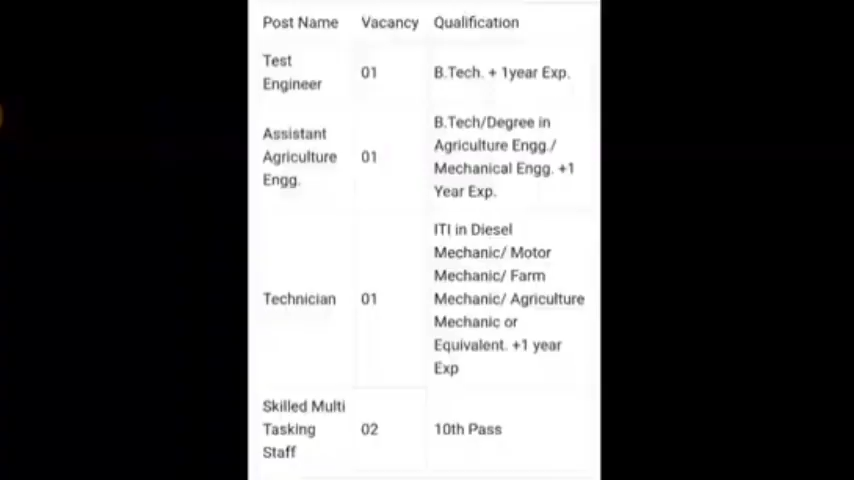 Post Name Vacancy Qualification
Test
Engineer
01
B.Tech. + 1year Exp.
Assistant
Agriculture
Engg.
01
B.Tech/Degree in
Agriculture Engg./
Mechanical Engg. +1
Year Exp.
Technician
01
ITI in Diesel
Mechanic/ Motor
Mechanic/ Farm
Mechanic/ Agriculture
Mechanic or
Equivalent. +1 year
Exp
Skilled Multi
Tasking
Staff
02
10th Pass